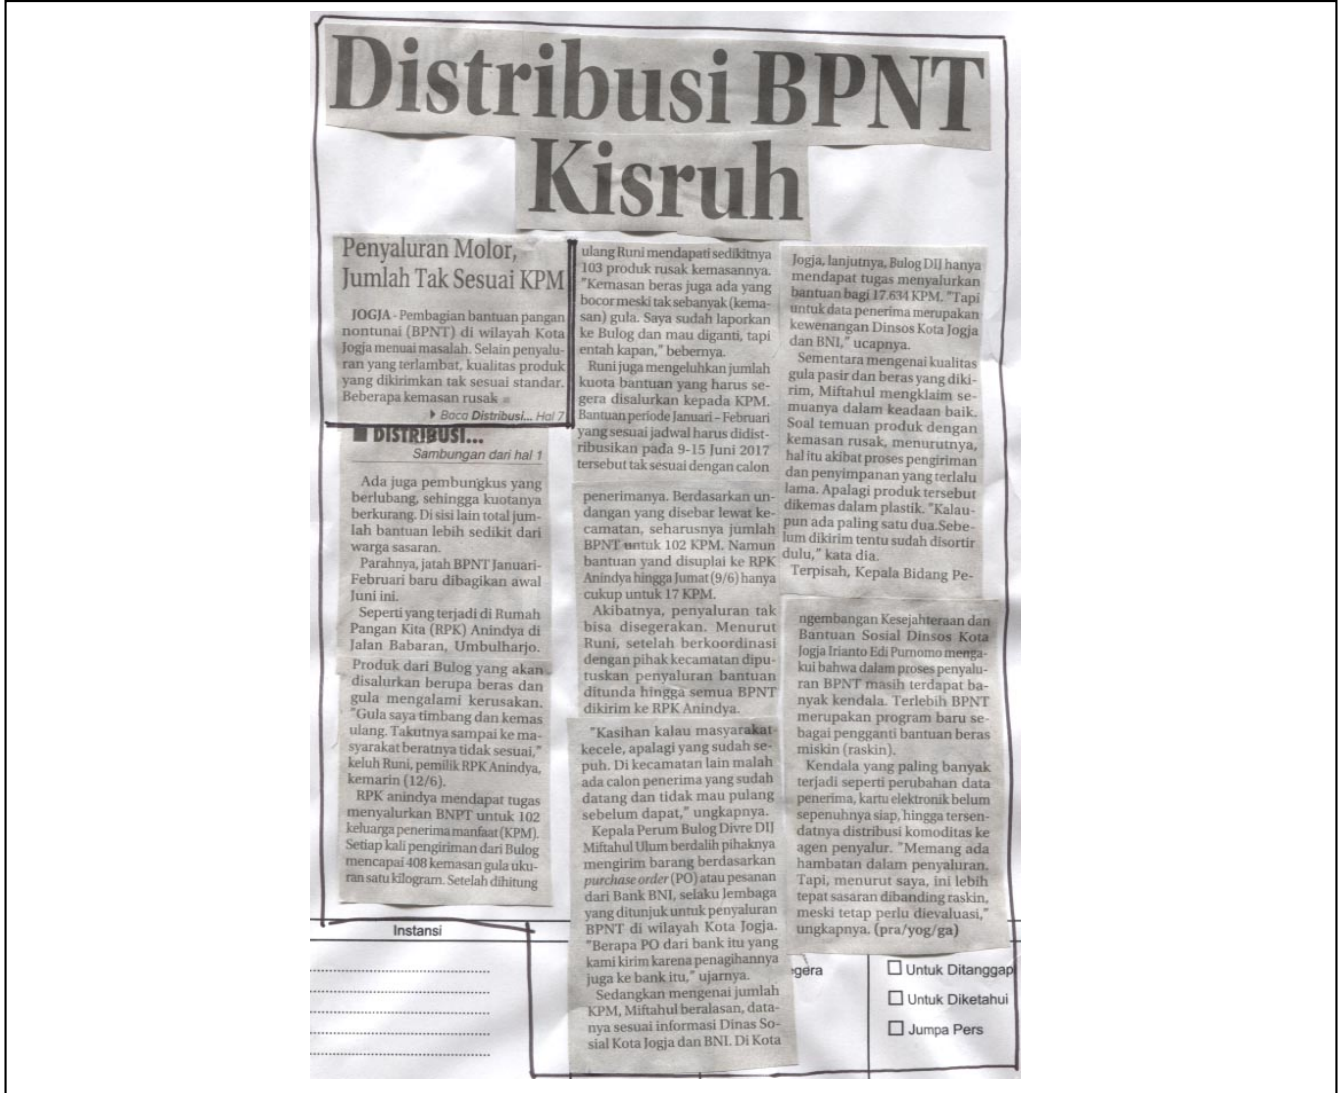 Distribusi BPNT
Kisruh
Penyaluran Molor,
Jumlah Tak Sesuai KPM
JOGJA - Pembagian bantuan pangan
nontunai (BPNT) di wilayah Kota
Jogja menuai masalah. Selain penyalu-
ran yang terlambat, kualitas produk
yang dikirimkan tak sesuai standar.
Beberapa kemasan rusak
Baca Distribusi... Hal 7
DISTRIBUSI...
Sambungan dari hal 1
Ada juga pembungkus yang
berlubang, sehingga kuotanya
berkurang. Di sisi lain total jum-
lah bantuan lebih sedikit dari
warga sasaran.
Parahnya, jatah BPNT Januari-
Februari baru dibagikan awal
Juni ini.
Seperti yang terjadi di Rumah
Pangan Kita (RPK) Anindya di
Jalan Babaran, Umbulharjo.
Produk dari Bulog yang akan
disalurkan berupa beras dan
gula mengalami kerusakan.
"Gula saya timbang dan kemas
ulang. Takutnya sampai ke ma-
syarakat beratnya tidak sesuai,"
keluh Runi, pemilik RPK Anindya,
kemarin (12/6).
RPK anindya mendapat tugas
menyalurkan BNPT untuk 102
keluarga penerima manfaat (KPM).
Setiap kali pengiriman dari Bulog
mencapai 408 kemasan gula uku-
ran satu kilogram. Setelah dihitung
ulang Runi mendapati sedikitnya
103 produk rusak kemasannya.
"Kemasan beras juga ada yang
bocor meski tak sebanyak (kema-
san) gula. Saya sudah laporkan
ke Bulog dan mau diganti, tapi
entah kapan," bebernya.
Runi juga mengeluhkan jumlah
kuota bantuan yang harus se-
gera disalurkan kepada KPM.
Bantuan periode Januari – Februari
yang sesuai jadwal harus didist-
ribusikan pada 9-15 Juni 2017
tersebut tak sesuai dengan calon
penerimanya. Berdasarkan un-
dangan yang disebar lewat ke-
camatan, seharusnya jumlah
BPNT untuk 102 KPM. Namun
bantuan yand disuplai ke RPK
Anindya hingga Jumat (9/6) hanya
cukup untuk 17 KPM.
Akibatnya, penyaluran tak
bisa disegerakan. Menurut
Runi, setelah berkoordinasi
dengan pihak kecamatan dipu-
tuskan penyaluran bantuan
ditunda hingga semua BPNT
dikirim ke RPK Anindya.
"Kasihan kalau masyarakat
kecele, apalagi yang sudah se-
puh. Di kecamatan lain malah
ada calon penerima yang sudah
datang dan tidak mau pulang
sebelum dapat," ungkapnya.
Kepala Perum Bulog Divre DIJ
Miftahul Ulum berdalih pihaknya
mengirim barang berdasarkan
purchase order (PO) atau pesanan
dari Bank BNI, selaku lembaga
yang ditunjuk untuk penyaluran
BPNT di wilayah Kota Jogja.
"Berapa PO dari bank itu yang
kami kirim karena penagihannya
juga ke bank itu," ujarnya.
Sedangkan mengenai jumlah
KPM, Miftahul beralasan, data-
nya sesuai informasi Dinas So-
sial Kota Jogja dan BNI. Di Kota
Jogja, lanjutnya, Bulog DIJ hanya
mendapat tugas menyalurkan
bantuan bagi 17.634 KPM. "Tapi
untuk data penerima merupakan
kewenangan Dinsos Kota Jogja
dan BNI," ucapnya.
Sementara mengenai kualitas
gula pasir dan beras yang diki-
rim, Miftahul mengklaim se-
muanya dalam keadaan baik.
Soal temuan produk dengan
kemasan rusak, menurutnya,
hal itu akibat proses pengiriman
dan penyimpanan yang terlalu
lama. Apalagi produk tersebut
dikemas dalam plastik. "Kalau-
pun ada paling satu dua.Sebe-
lum dikirim tentu sudah disortir
dulu," kata dia.
Terpisah, Kepala Bidang Pe-
ngembangan Kesejahteraan dan
Bantuan Sosial Dinsos Kota
Jogja Irianto Edi Purnomo menga-
kui bahwa dalam proses penyalu-
ran BPNT masih terdapat ba-
nyak kendala. Terlebih BPNT
merupakan program baru se-
bagai pengganti bantuan beras
miskin (raskin).
Kendala yang paling banyak
terjadi seperti perubahan data
penerima, kartu elektronik belum
sepenuhnya siap, hingga tersen-
datnya distribusi komoditas ke
agen penyalur. "Memang ada
hambatan dalam penyaluran.
Tapi, menurut saya, ini lebih
tepat sasaran dibanding raskin,
meski tetap perlu dievaluasi,"
ungkapnya. (pra/yog/ga)
Instansi
gera
Untuk Ditanggap
Untuk Diketahui
Jumpa Pers